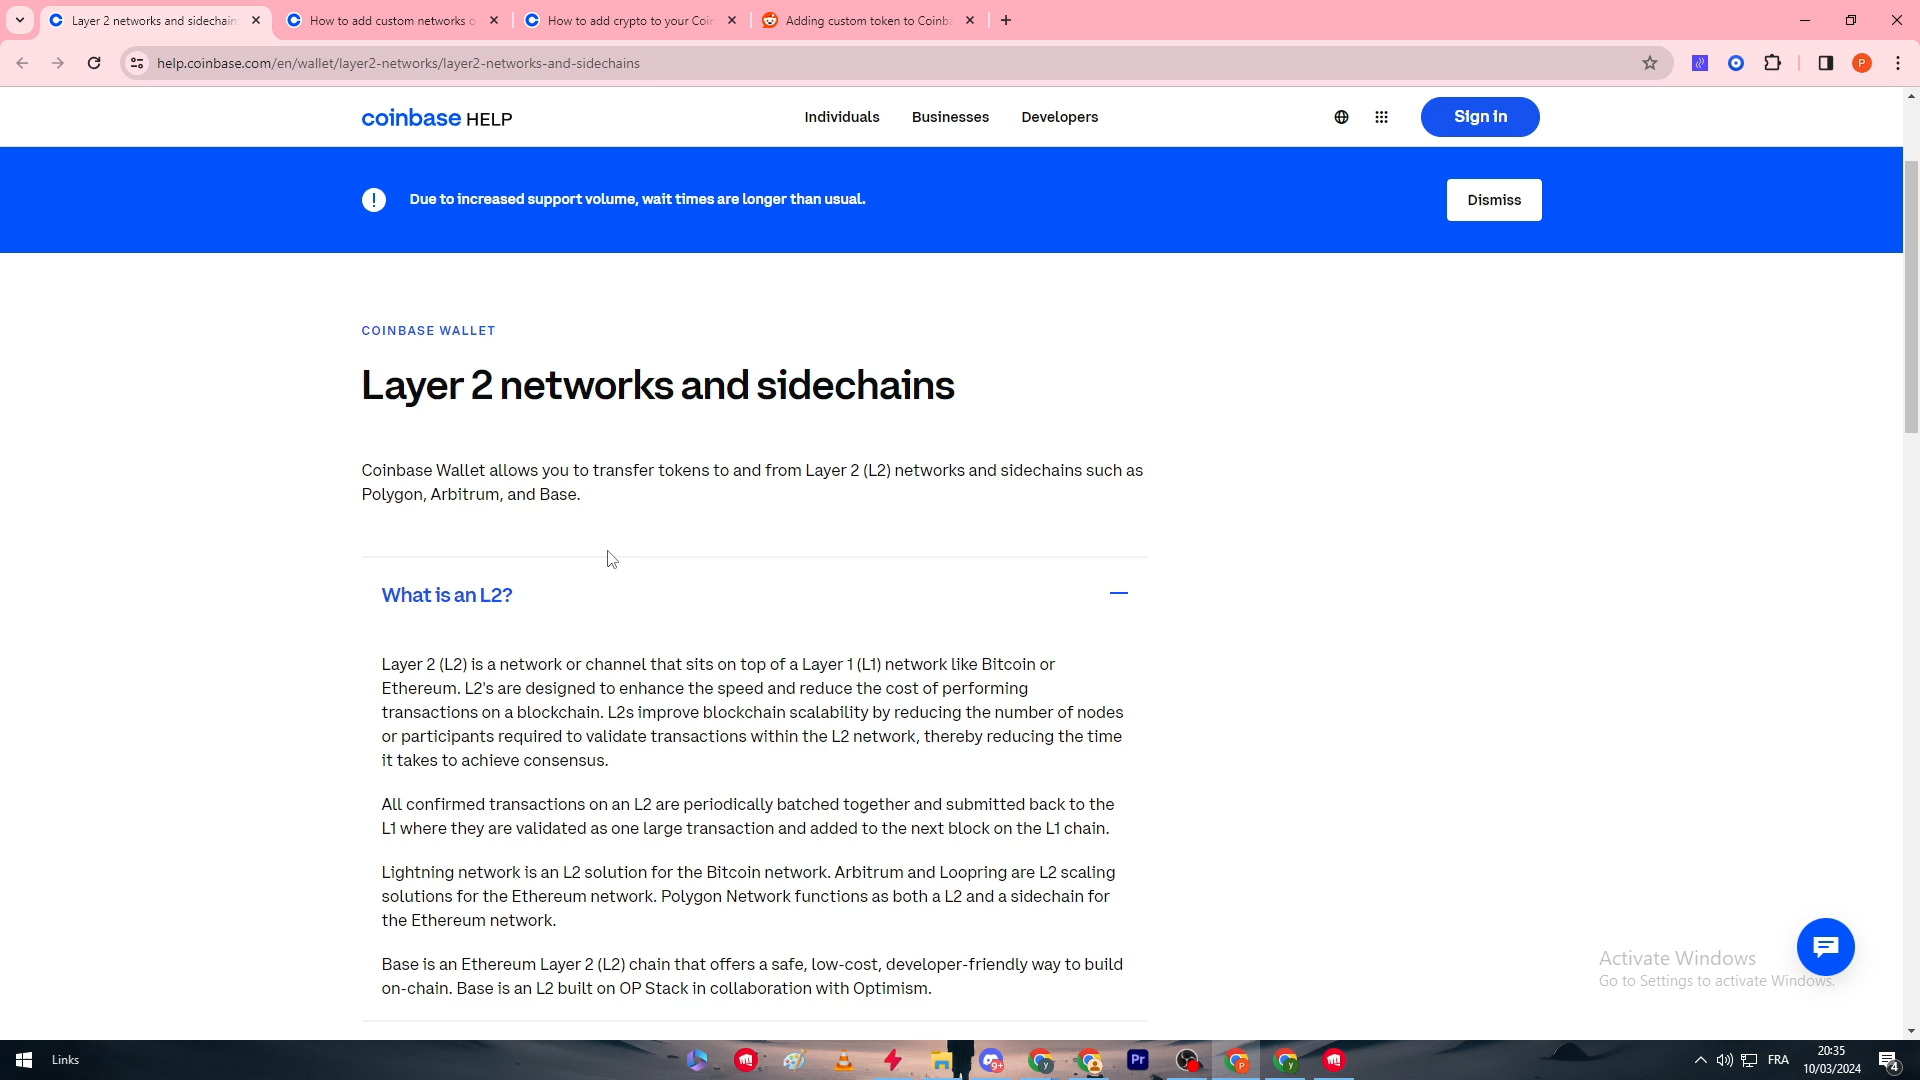 Layer 2 networks and sidechain
How to add custom networks o
How to add crypto to your Coin
Adding custom token to Coinb
help.coinbase.com/en/wallet/layer2-networks/layer2-networks-and-sidechains
P
coinbase HELP
Individuals
Businesses
Developers
Sign in
Due to increased support volume, wait times are longer than usual.
Dismiss
COINBASE WALLET
Layer 2 networks and sidechains
Coinbase Wallet allows you to transfer tokens to and from Layer 2 (L2) networks and sidechains such as
Polygon, Arbitrum, and Base.
What is an L2?
Layer 2 (L2) is a network or channel that sits on top of a Layer 1 (L1) network like Bitcoin or
Ethereum. L2's are designed to enhance the speed and reduce the cost of performing
transactions on a blockchain. L2s improve blockchain scalability by reducing the number of nodes
or participants required to validate transactions within the L2 network, thereby reducing the time
it takes to achieve consensus.
All confirmed transactions on an L2 are periodically batched together and submitted back to the
L1 where they are validated as one large transaction and added to the next block on the L1 chain.
Lightning network is an L2 solution for the Bitcoin network. Arbitrum and Loopring are L2 scaling
solutions for the Ethereum network. Polygon Network functions as both a L2 and a sidechain for
the Ethereum network.
Base is an Ethereum Layer 2 (L2) chain that offers a safe, low-cost, developer-friendly way to build
on-chain. Base is an L2 built on OP Stack in collaboration with Optimism.
Activate Windows
Go to Settings to activate Windows.
Links
9+
y
Pr
P
y
FRA
20:35
10/03/2024
4